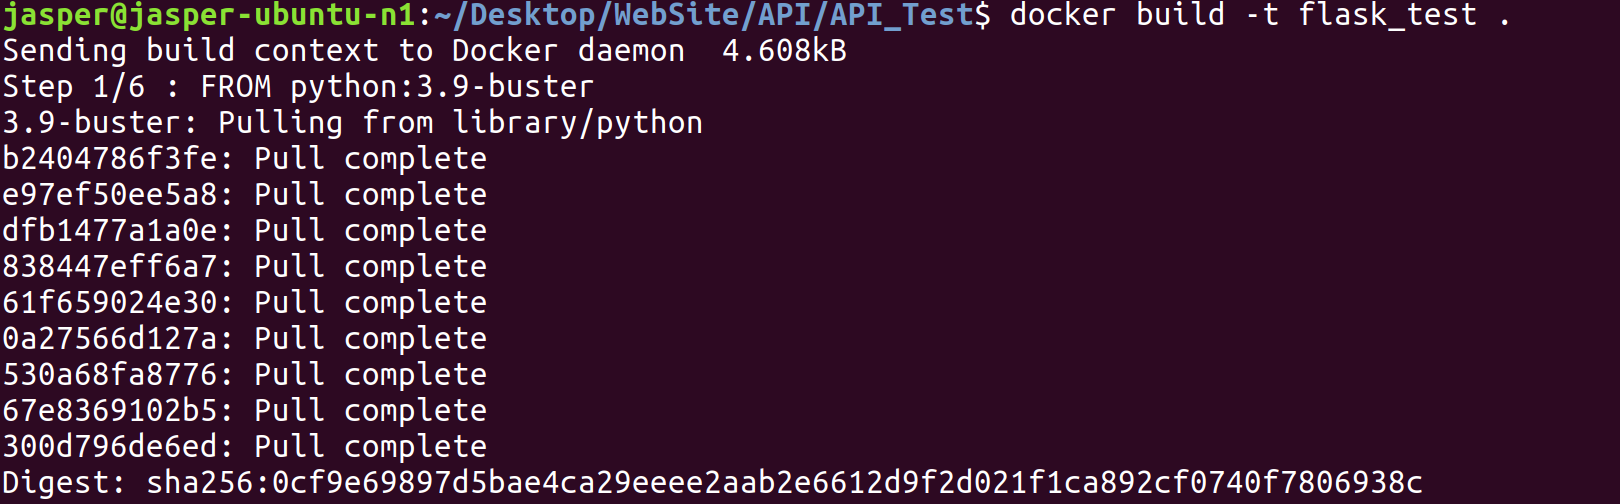 jasper@jasper-ubuntu-n1:~/Desktop/WebSite/API/API_Test$ docker build -t flask_test .
Sending build context to Docker daemon  4.608kB
Step 1/6 : FROM python:3.9-buster
3.9-buster: Pulling from library/python
b2404786f3fe: Pull complete
e97ef50ee5a8: Pull complete
dfb1477a1a0e: Pull complete
838447eff6a7: Pull complete
61f659024e30: Pull complete
0a27566d127a: Pull complete
530a68fa8776: Pull complete
67e8369102b5: Pull complete
300d796de6ed: Pull complete
Digest: sha256:0cf9e69897d5bae4ca29eeee2aab2e6612d9f2d021f1ca892cf0740f7806938c